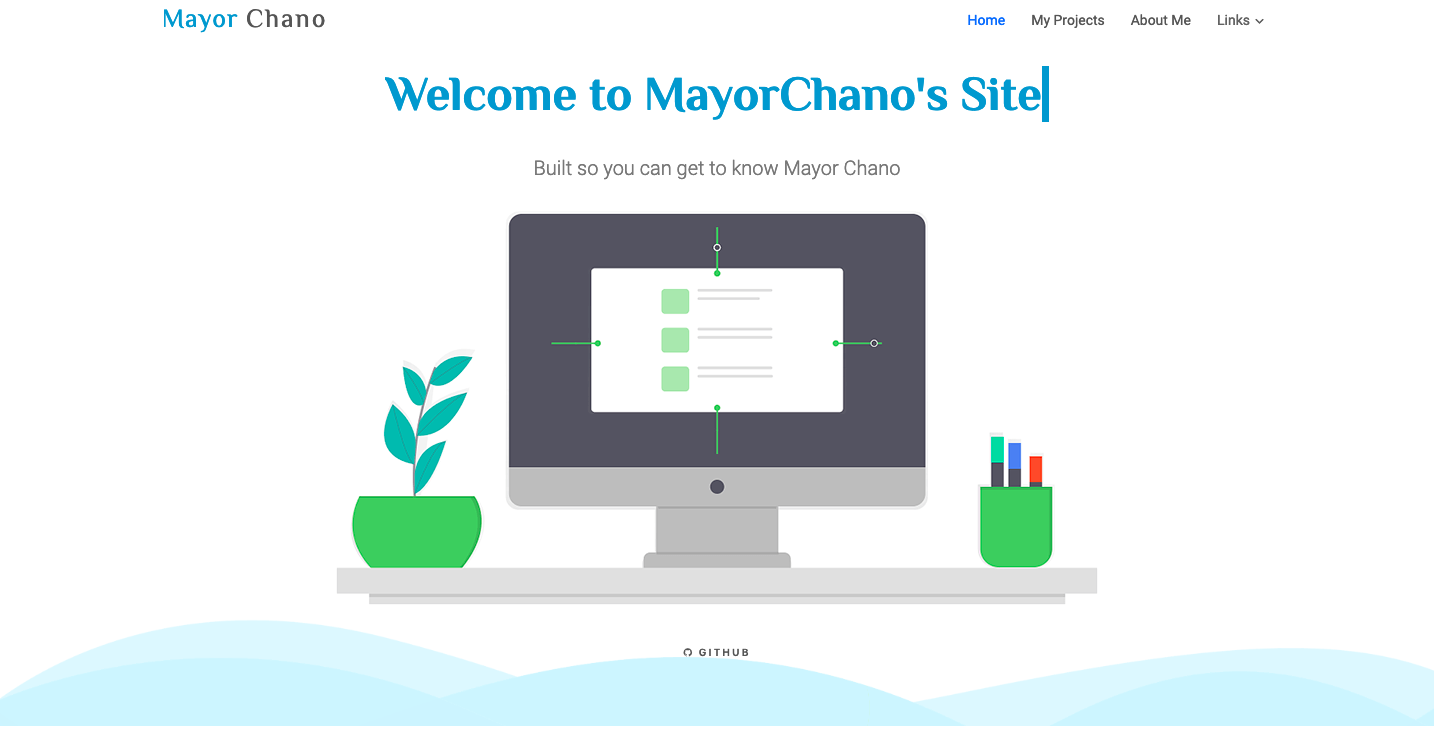 Mayor Chano
Home My Projects About Me Links
Welcome to MayorChano's Site
Built so you can get to know Mayor Chano
GITHUB